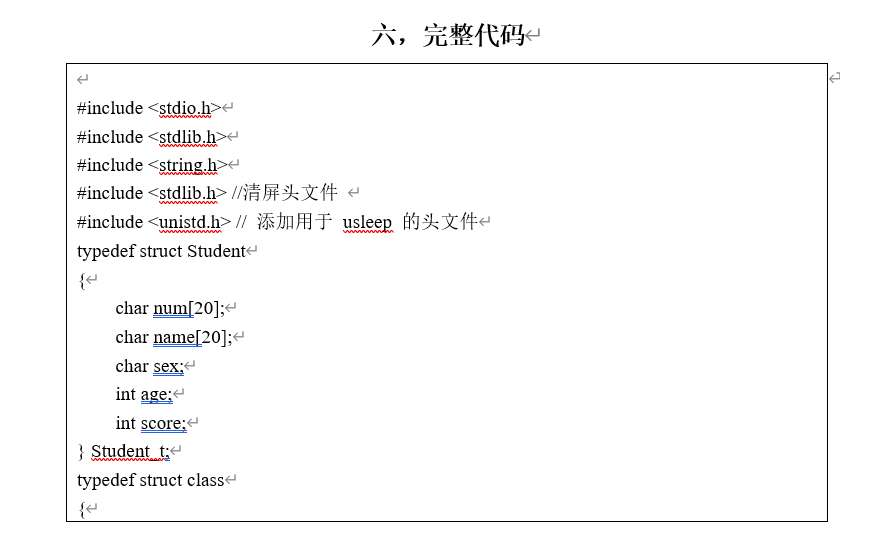 六，完整代码
#include <stdio.h>
#include <stdlib.h>
#include <string.h>
#include <stdlib.h> //清屏头文件
#include <unistd.h> // 添加用于 usleep 的头文件
typedef struct Student
{
char num[20];
char name[20];
char sex;
int age;
int score;
} Student_t;
typedef struct class
{